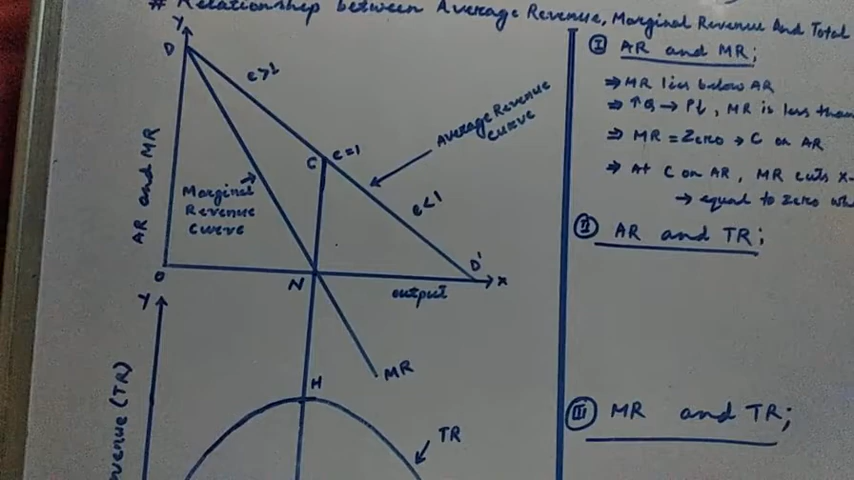 # Relationship between Average Revenue, Marginal Revenue And Total
Y
D
e>1
C e=1
Average Revenue
curve
AR and MR
Marginal
Revenue
curve
e<1
D'
O
N
output
X
MR
Y
H
TR
venue (TR)
I AR and MR;
⇒ MR lies below AR
⇒ ↑Q → P↓, MR is less than
⇒ MR = Zero → C on AR
⇒ At C on AR, MR cuts X-
→ equal to Zero
II AR and TR;
III MR and TR;